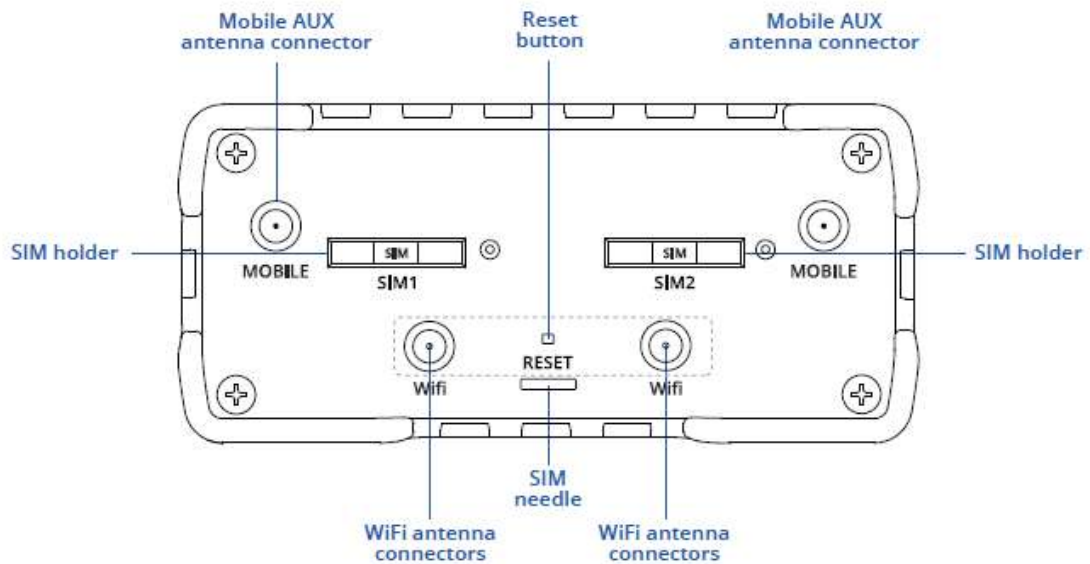 Mobile AUX
antenna connector
Reset
button
Mobile AUX
antenna connector
SIM holder
MOBILE
SIM
SIM1
SIM
SIM2
MOBILE
SIM holder
RESET
Wifi
Wifi
SIM
needle
WiFi antenna
connectors
WiFi antenna
connectors